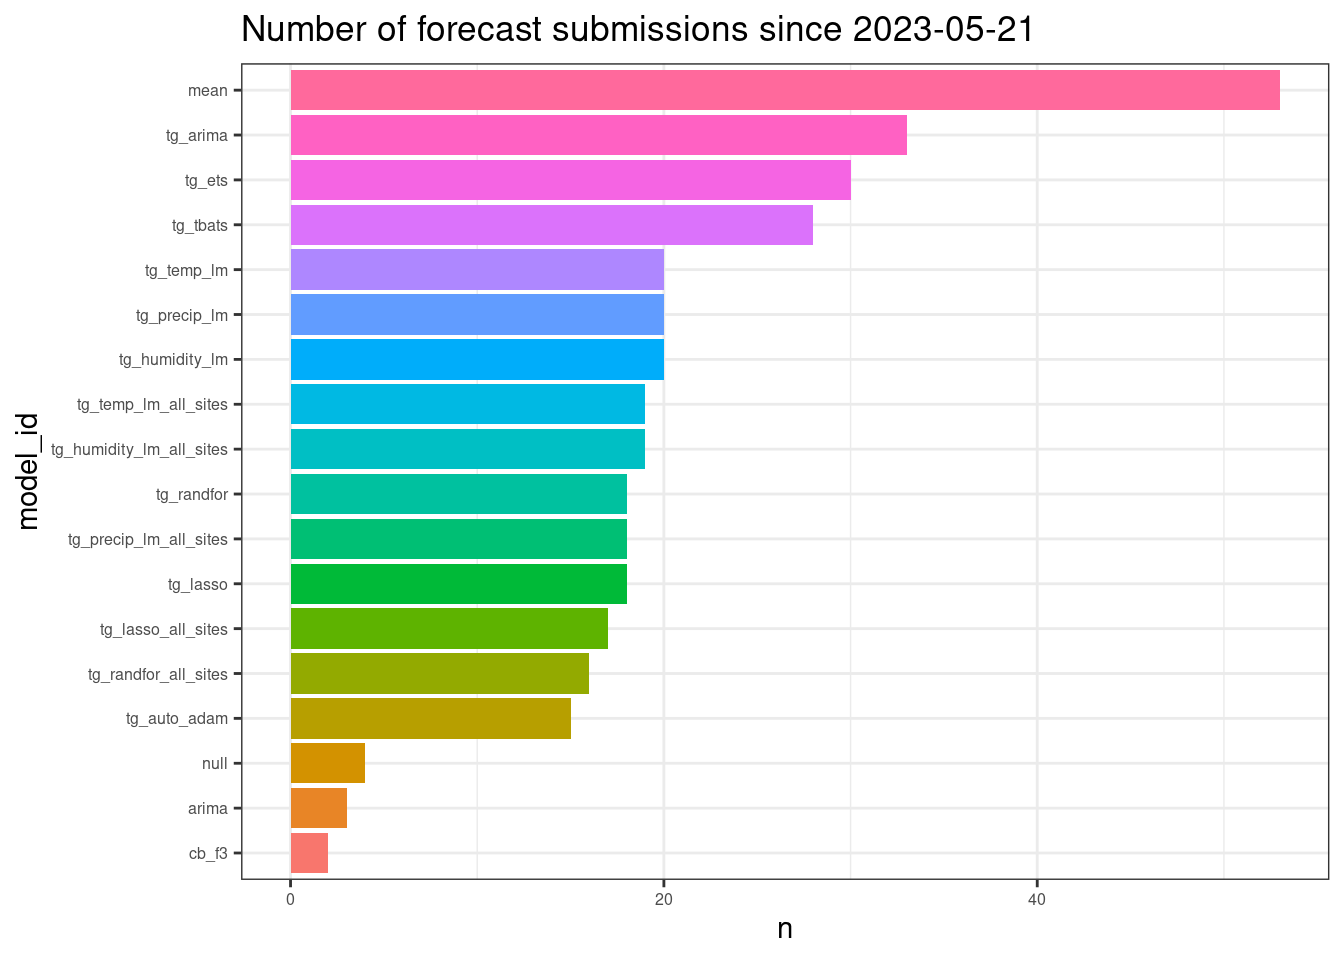 Number of forecast submissions since 2023-05-21
mean
tg_arima
tg_ets
tg_tbats
tg_temp_lm
tg_precip_lm
tg_humidity_lm
tg_temp_lm_all_sites
tg_humidity_lm_all_sites
tg_randfor
tg_precip_lm_all_sites
tg_lasso
tg_lasso_all_sites
tg_randfor_all_sites
tg_auto_adam
null
arima
cb_f3
model_id
0 20 40
n